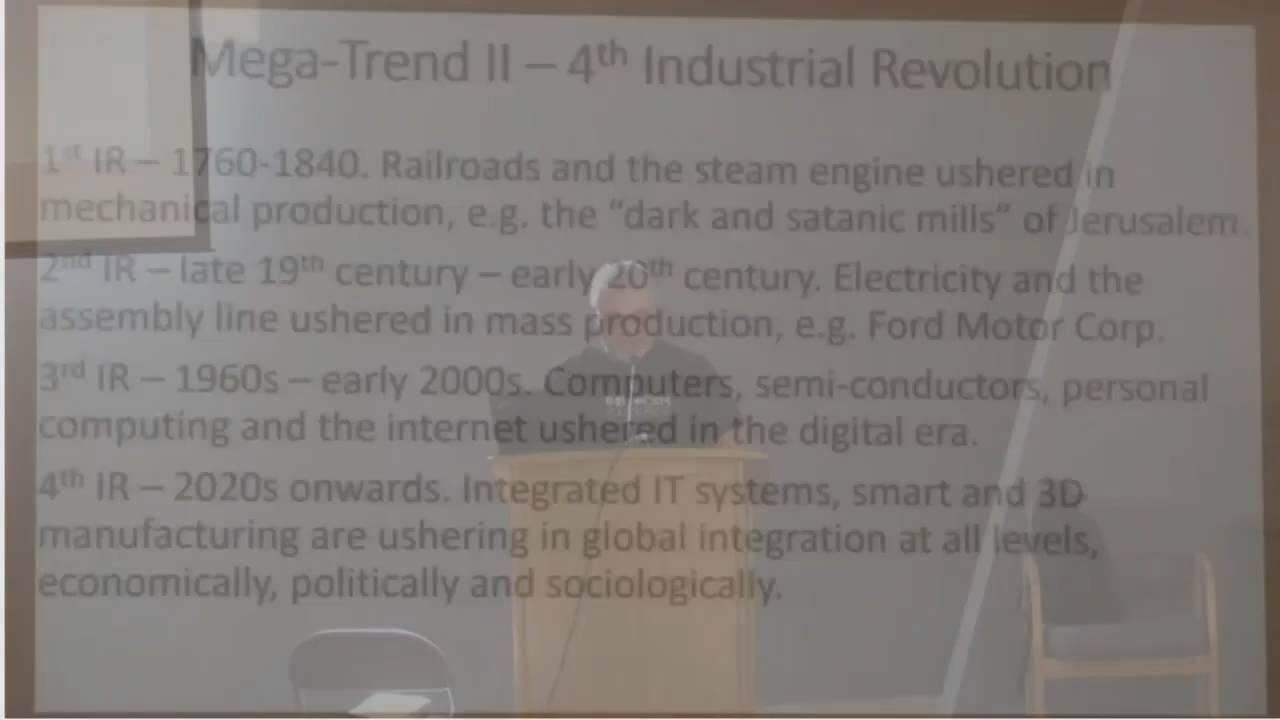 Mega-Trend II – 4th Industrial Revolution
1st IR – 1760-1840. Railroads and the steam engine ushered in
mechanical production, e.g. the “dark and satanic mills” of Jerusalem.
2nd IR – late 19th century – early 20th century. Electricity and the
assembly line ushered in mass production, e.g. Ford Motor Corp.
3rd IR – 1960s – early 2000s. Computers, semi-conductors, personal
computing and the internet ushered in the digital era.
4th IR – 2020s onwards. Integrated IT systems, smart and 3D
manufacturing are ushering in global integration at all levels,
economically, politically and sociologically.